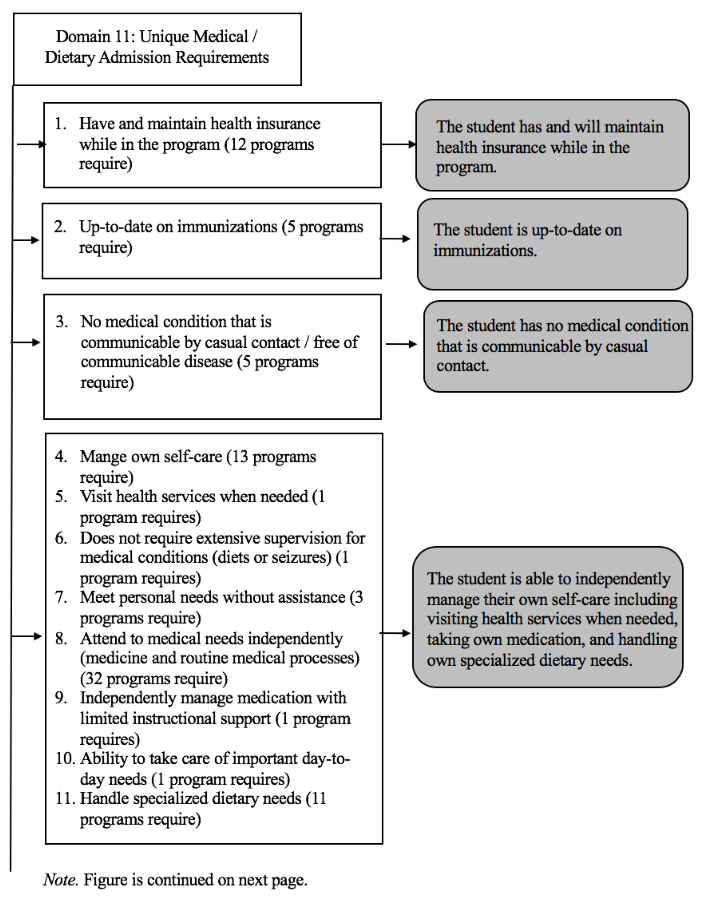 Domain 11: Unique Medical /
Dietary Admission Requirements
1. Have and maintain health insurance
while in the program (12 programs
require)
The student has and will maintain
health insurance while in the
program.
2. Up-to-date on immunizations (5 programs
require)
The student is up-to-date on
immunizations.
3. No medical condition that is
communicable by casual contact / free of
communicable disease (5 programs
require)
The student has no medical condition
that is communicable by casual
contact.
4. Mange own self-care (13 programs
require)
5. Visit health services when needed (1
program requires)
6. Does not require extensive supervision for
medical conditions (diets or seizures) (1
program requires)
7. Meet personal needs without assistance (3
programs require)
8. Attend to medical needs independently
(medicine and routine medical processes)
(32 programs require)
9. Independently manage medication with
limited instructional support (1 program
requires)
10. Ability to take care of important day-to-
day needs (1 program requires)
11. Handle specialized dietary needs (11
programs require)
The student is able to independently
manage their own self-care including
visiting health services when needed,
taking own medication, and handling
own specialized dietary needs.
Note. Figure is continued on next page.